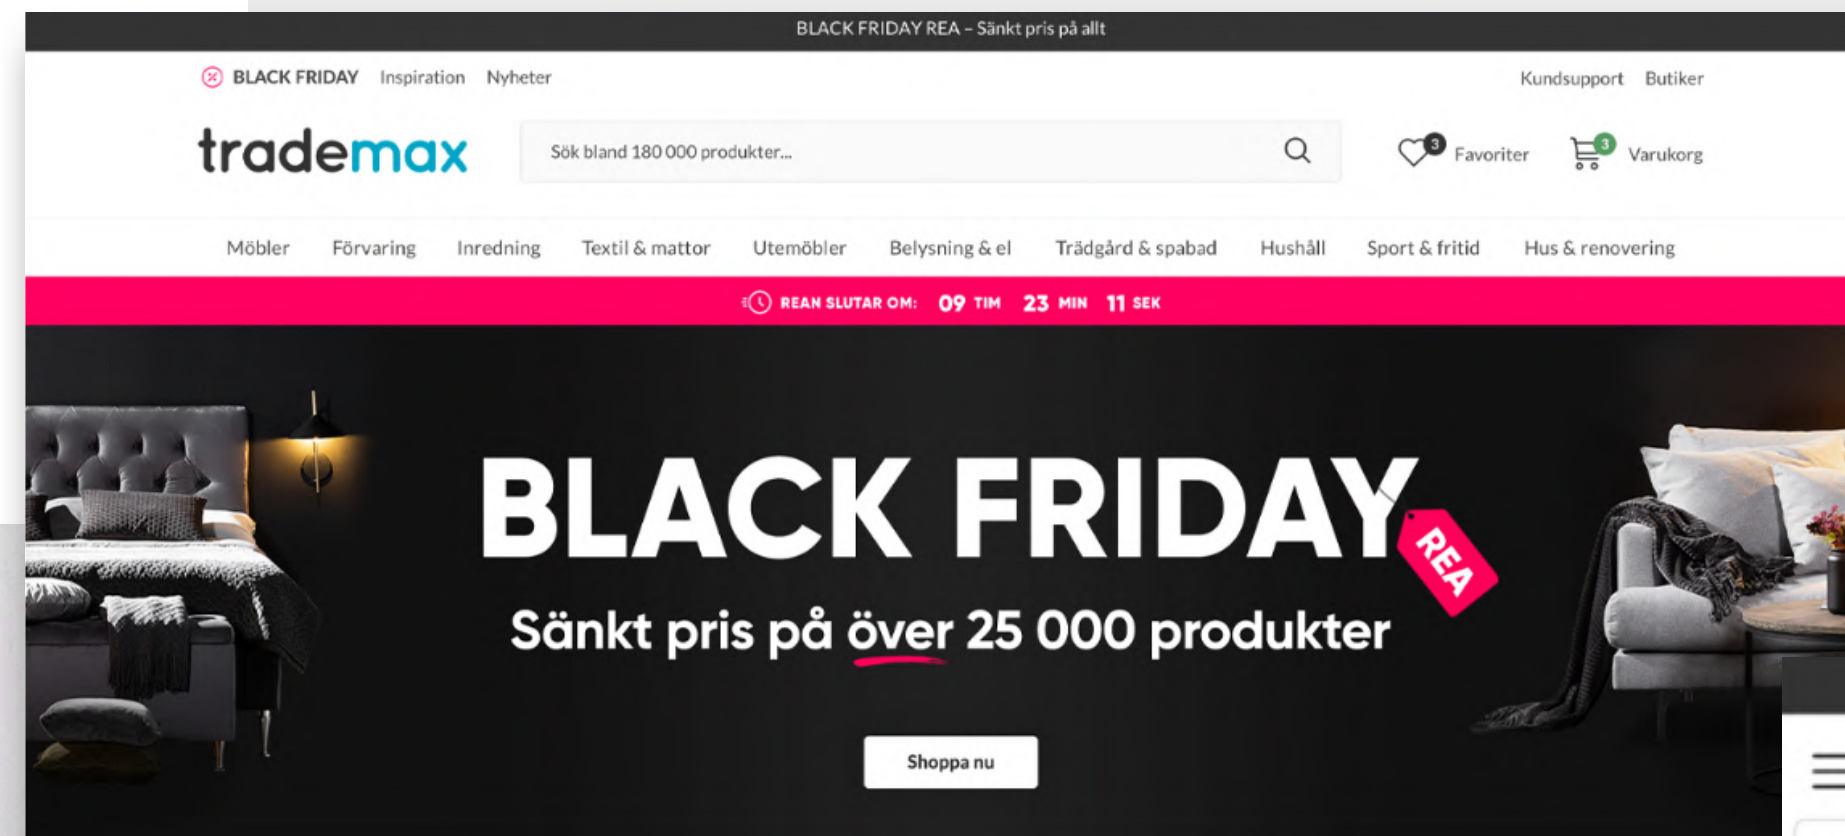 BLACK FRIDAY REA – Sänkt pris på allt
BLACK FRIDAY Inspiration Nyheter Kundsupport Butiker
trademax Sök bland 180 000 produkter... 3 Favoriter 3 Varukorg
Möbler Förvaring Inredning Textil & mattor Utemöbler Belysning & el Trädgård & spabad Hushåll Sport & fritid Hus & renovering
REAN SLUTAR OM: 09 TIM 23 MIN 11 SEK
BLACK FRIDAY
REA
Sänkt pris på över 25 000 produkter
Shoppa nu